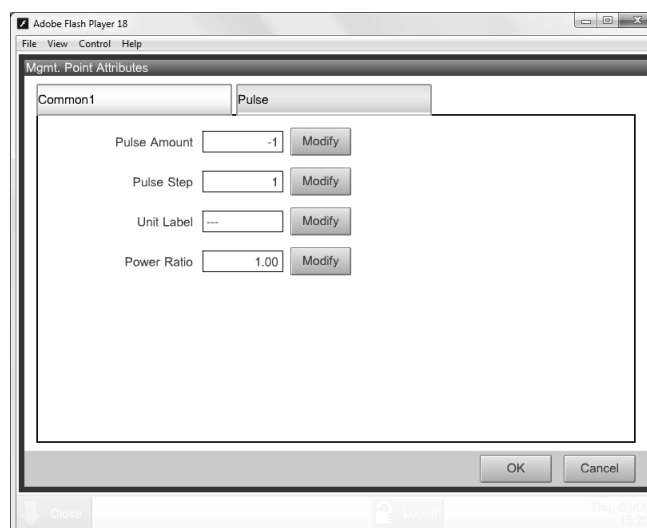 Adobe Flash Player 18
File View Control Help
Mgmt. Point Attributes
Common1 Pulse
Pulse Amount -1 Modify
Pulse Step 1 Modify
Unit Label --- Modify
Power Ratio 1.00 Modify
OK Cancel
Close Logoff